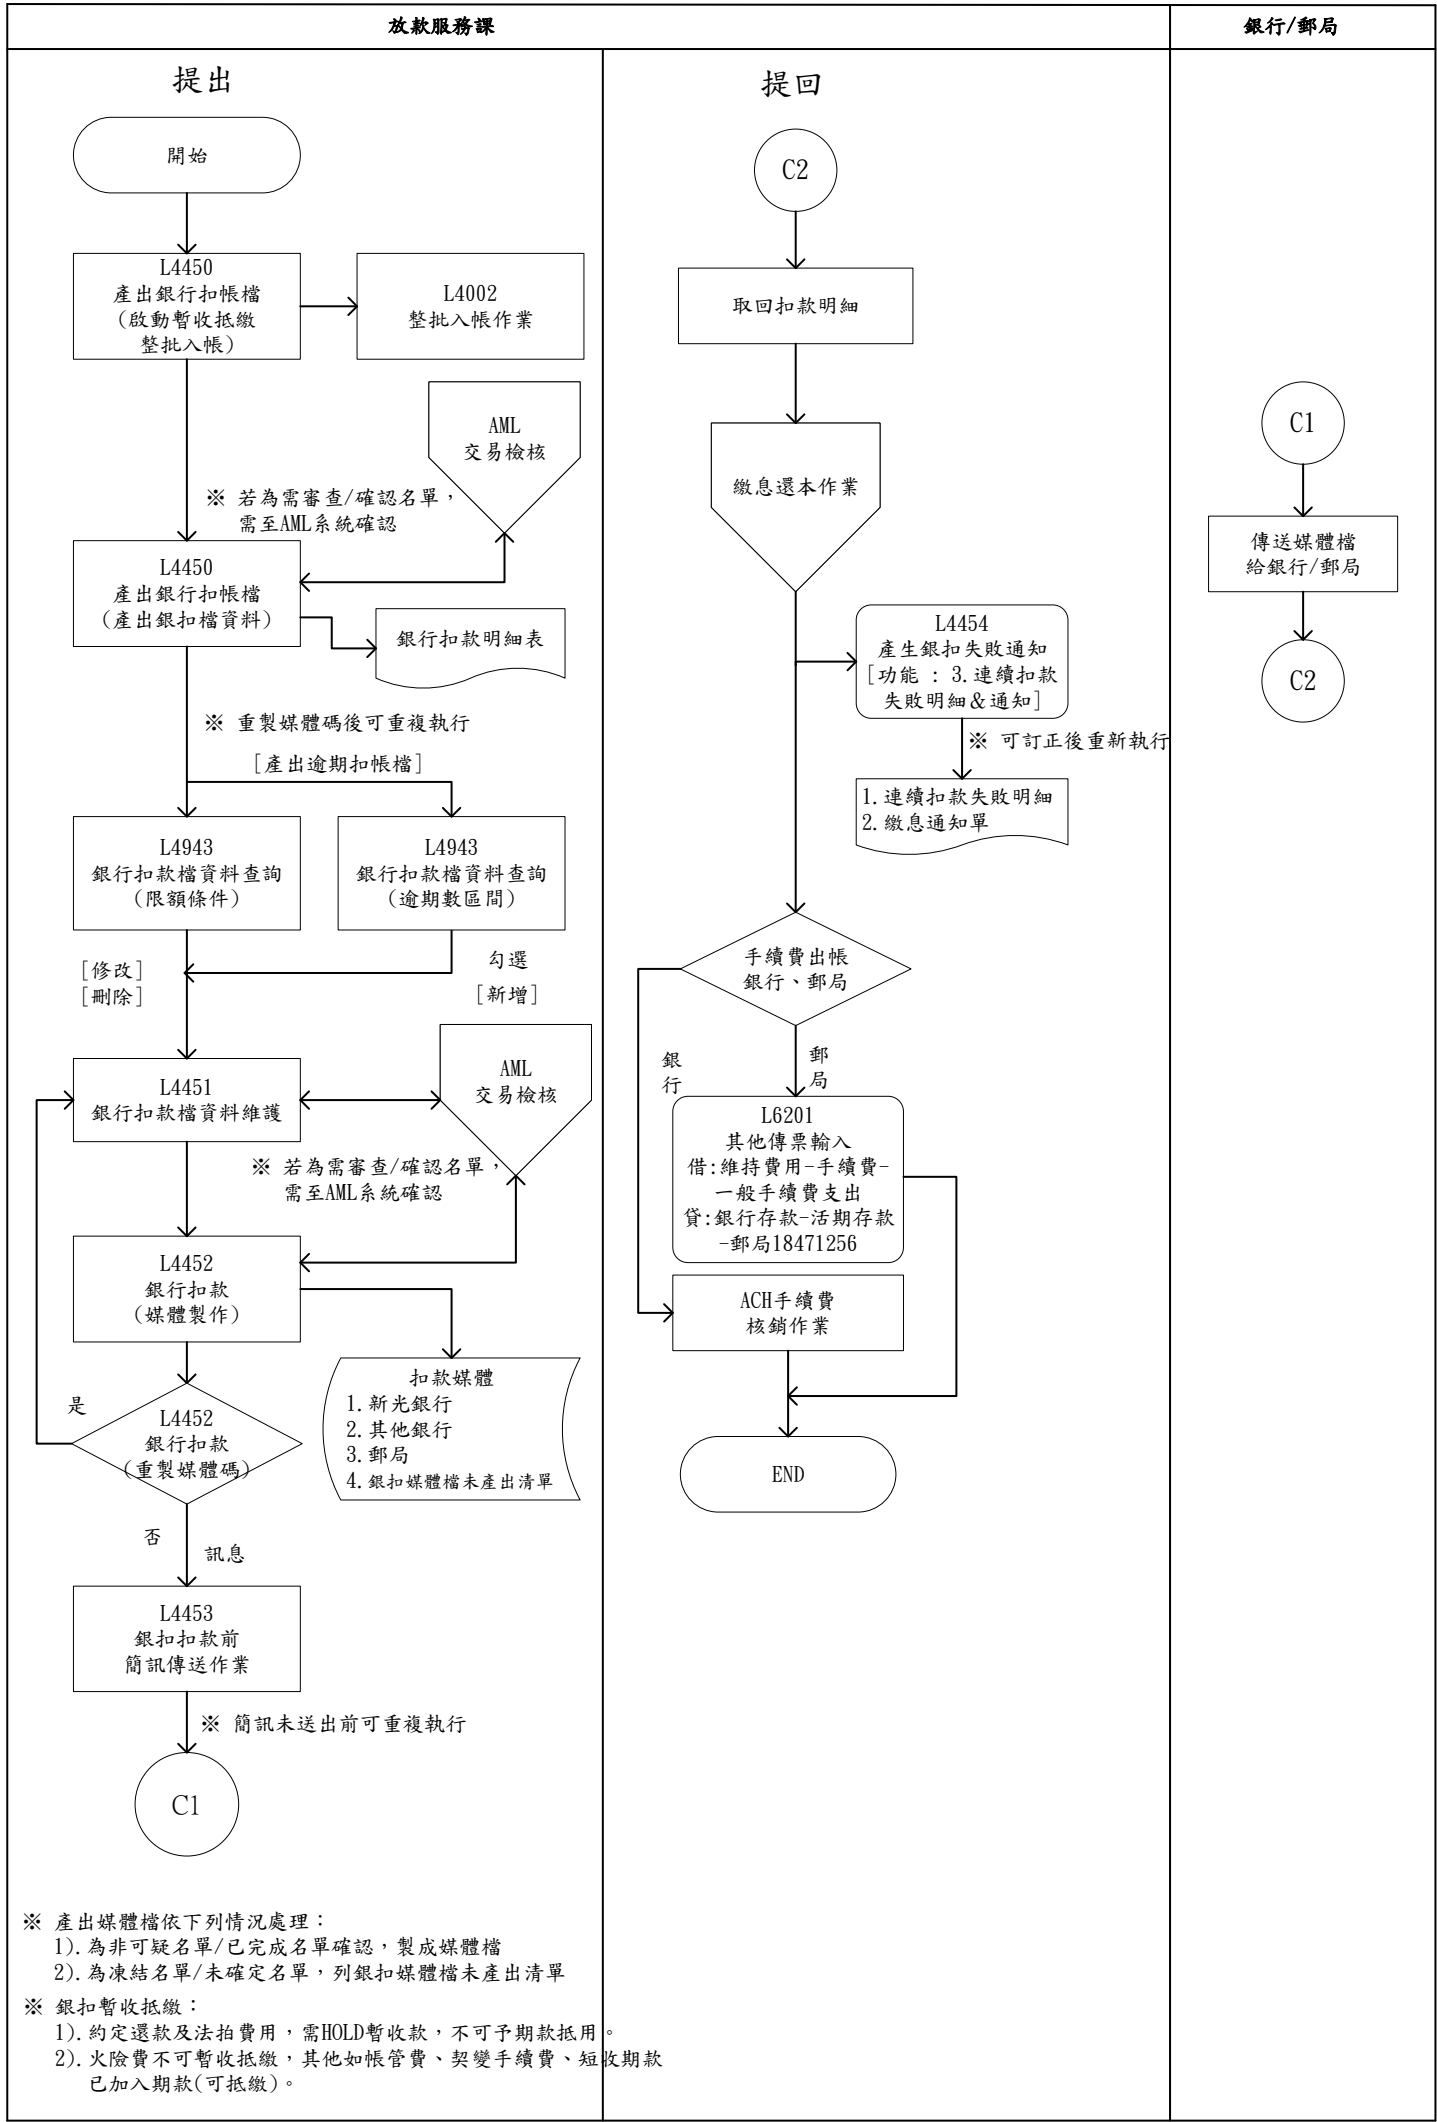 放款服務課
銀行/郵局
提出
開始
L4450
產出銀行扣帳檔
(啟動暫收抵繳
整批入帳)
L4002
整批入帳作業
AML
交易檢核
※ 若為需審查/確認名單，
需至AML系統確認
L4450
產出銀行扣帳檔
(產出銀扣檔資料)
銀行扣款明細表
※ 重製媒體碼後可重複執行
[產出逾期扣帳檔]
L4943
銀行扣款檔資料查詢
(限額條件)
L4943
銀行扣款檔資料查詢
(逾期數區間)
[修改]
[刪除]
勾選
[新增]
L4451
銀行扣款檔資料維護
AML
交易檢核
※ 若為需審查/確認名單，
需至AML系統確認
L4452
銀行扣款
(媒體製作)
扣款媒體
1.新光銀行
2.其他銀行
3.郵局
4.銀扣媒體檔未產出清單
是
L4452
銀行扣款
(重製媒體碼)
否
訊息
L4453
銀扣扣款前
簡訊傳送作業
※ 簡訊未送出前可重複執行
C1
※ 產出媒體檔依下列情況處理：
1).為非可疑名單/已完成名單確認，製成媒體檔
2).為凍結名單/未確定名單，列銀扣媒體檔未產出清單
※ 銀扣暫收抵繳：
1).約定還款及法拍費用，需HOLD暫收款，不可予期款抵用。
2).火險費不可暫收抵繳，其他如帳管費、契變手續費、短收期款
已加入期款(可抵繳)。
提回
C2
取回扣款明細
繳息還本作業
L4454
產生銀扣失敗通知
[功能 : 3.連續扣款
失敗明細＆通知]
※ 可訂正後重新執行
1.連續扣款失敗明細
2.繳息通知單
手續費出帳
銀行、郵局
銀
行
郵
局
L6201
其他傳票輸入
借:維持費用-手續費-
一般手續費支出
貸:銀行存款-活期存款
-郵局18471256
ACH手續費
核銷作業
END
C1
傳送媒體檔
給銀行/郵局
C2